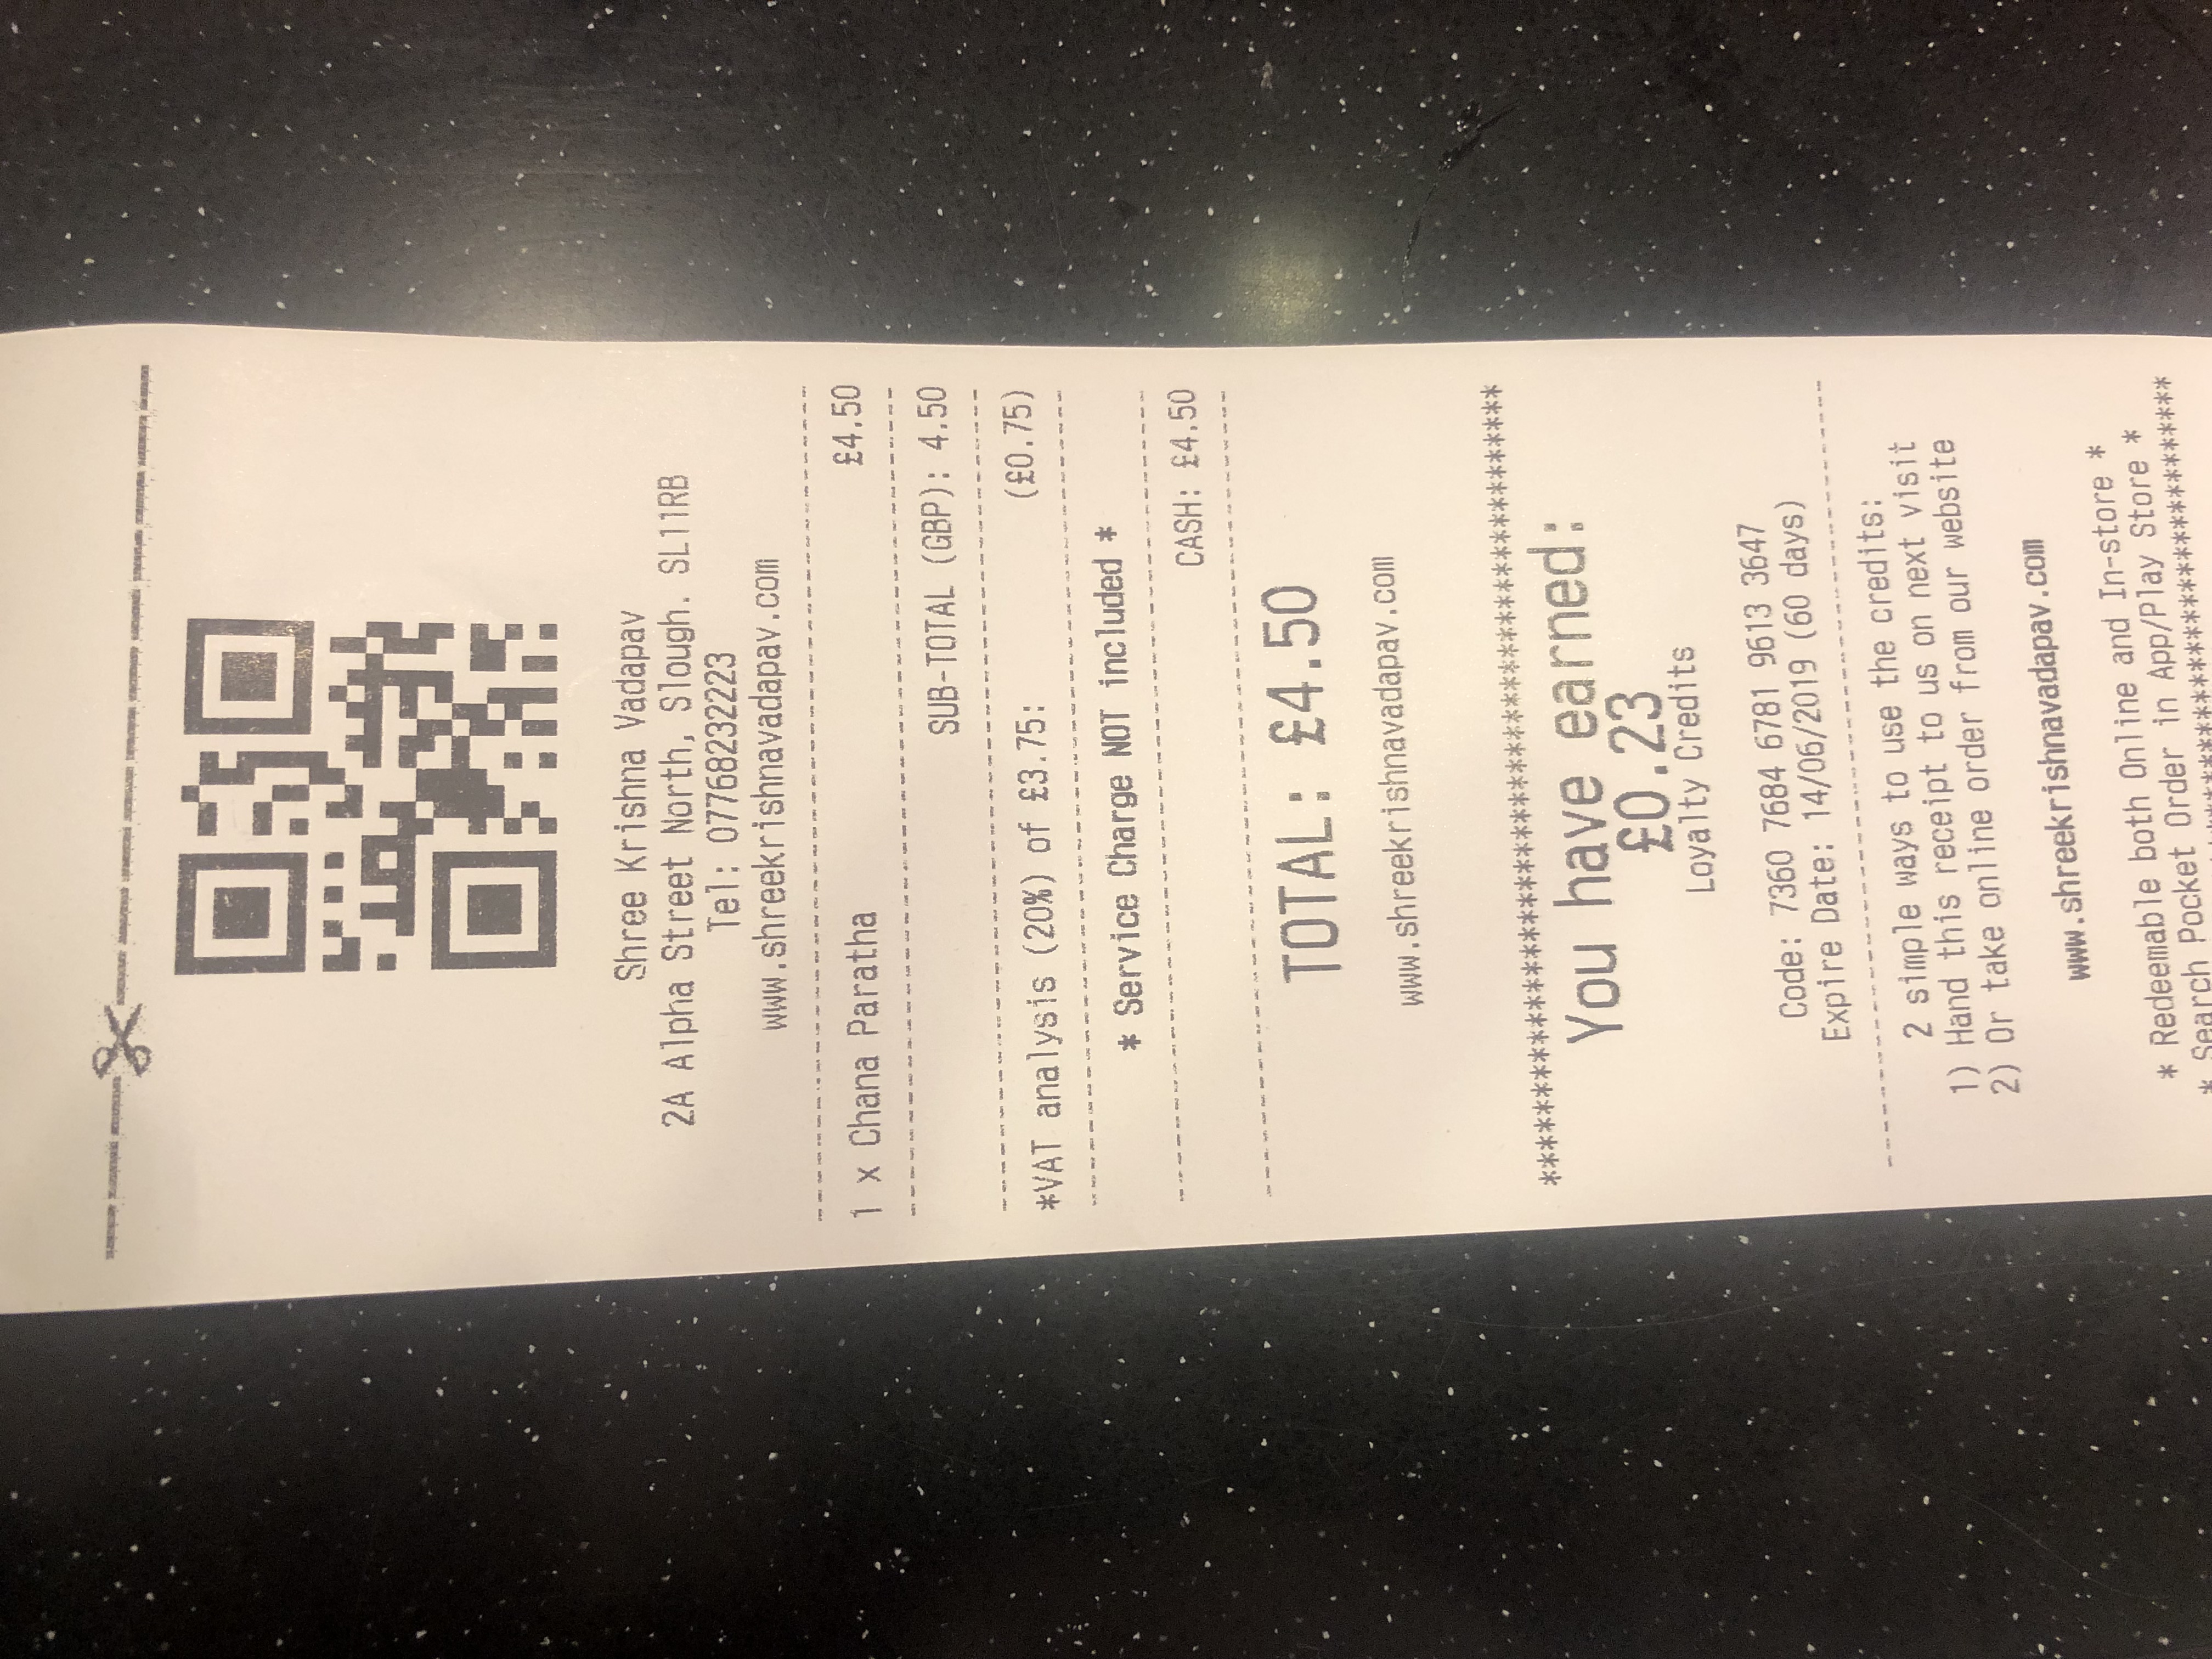 Shree Krishna Vadapav
2A Alpha Street North, Slough. SL11RB
Tel: 07768232223
www.shreekrishnavadapav.com
1 x Chana Paratha £4.50
SUB-TOTAL (GBP): 4.50
*VAT analysis (20%) of £3.75: (£0.75)
* Service Charge NOT included *
CASH: £4.50
TOTAL: £4.50
www.shreekrishnavadapav.com
*********************************************
You have earned:
£0.23
Loyalty Credits
Code: 7360 7684 6781 9613 3647
Expire Date: 14/06/2019 (60 days)
2 simple ways to use the credits:
1) Hand this receipt to us on next visit
2) Or take online order from our website
www.shreekrishnavadapav.com
* Redeemable both Online and In-store *
* Search Pocket Order in App/Play Store *